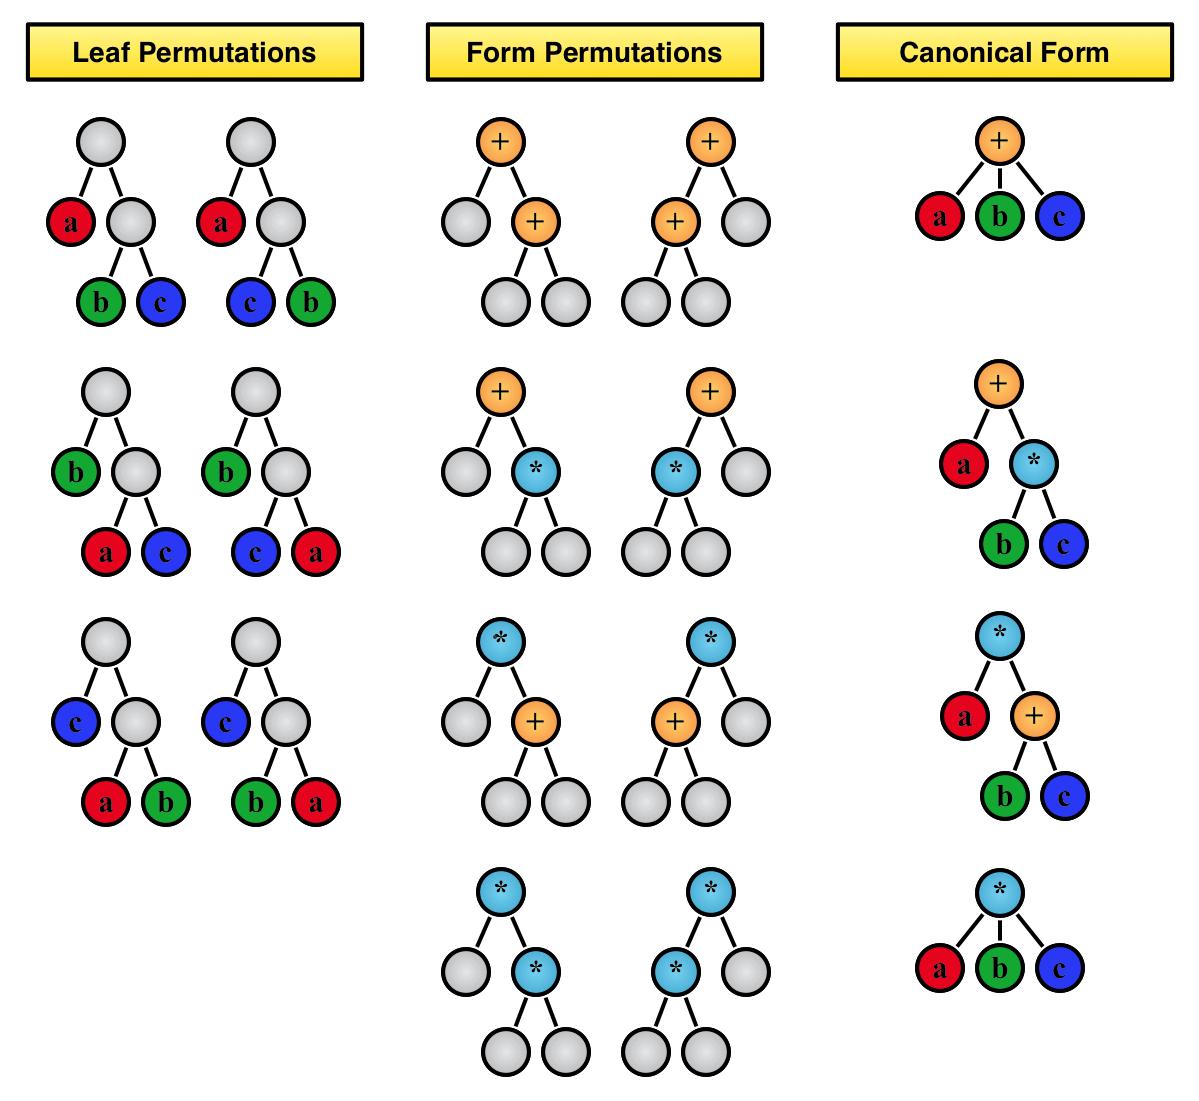 Leaf Permutations
Form Permutations
Canonical Form
+ + +
a a + + a b c
b c c b
+ + +
b b * * a *
a c c a b c
* * *
c c + + a +
a b b a b c
* * *
* * a b c